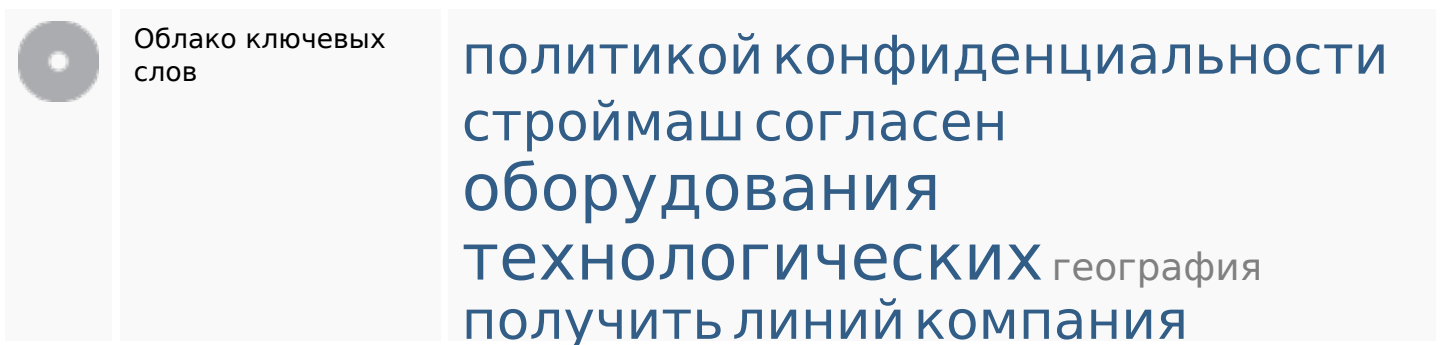 Облако ключевых
слов
политикой конфиденциальности
строймаш согласен
оборудования
технологических география
получить линий компания